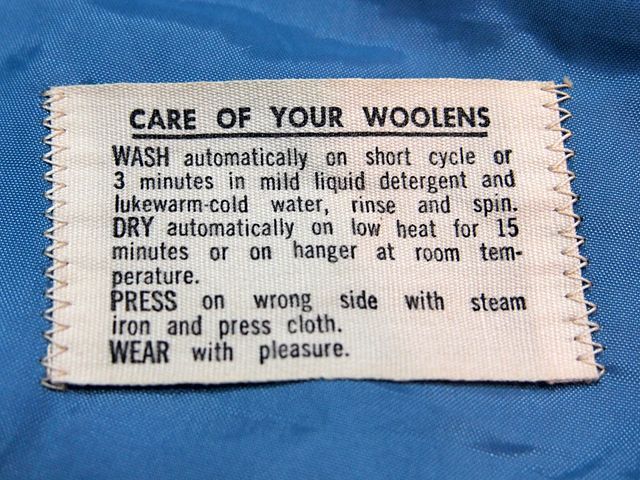 CARE OF YOUR WOOLENS
WASH automatically on short cycle or
3 minutes in mild liquid detergent and
lukewarm-cold water, rinse and spin.
DRY automatically on low heat for 15
minutes or on hanger at room tem-
perature.
PRESS on wrong side with steam
iron and press cloth.
WEAR with pleasure.